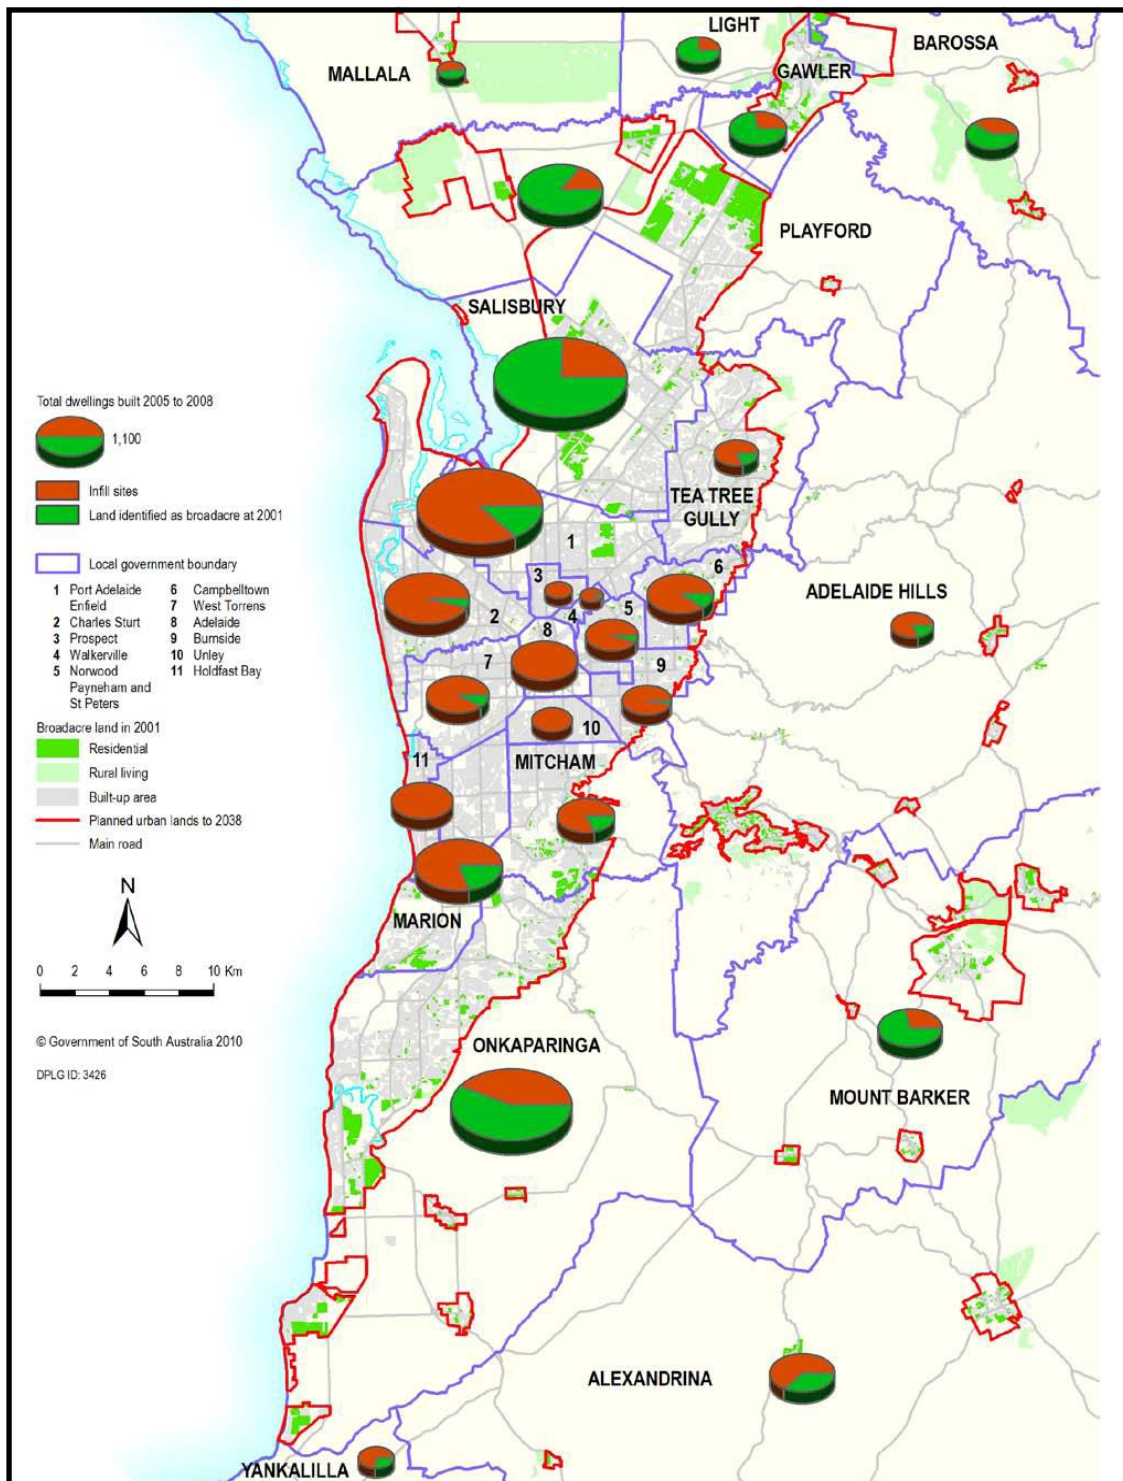 LIGHT
BAROSSA
MALLALA
GAWLER
PLAYFORD
SALISBURY
Total dwellings built 2005 to 2008
1,100
Infill sites
Land identified as broadacre at 2001
TEA TREE
GULLY
Local government boundary
1 Port Adelaide Enfield
2 Charles Sturt
3 Prospect
4 Walkerville
5 Norwood Payneham and St Peters
6 Campbelltown
7 West Torrens
8 Adelaide
9 Burnside
10 Unley
11 Holdfast Bay
1
6
3
ADELAIDE HILLS
2
4
5
8
7
9
10
11
MITCHAM
Broadacre land in 2001
Residential
Rural living
Built-up area
Planned urban lands to 2038
Main road
N
MARION
0 2 4 6 8 10 Km
© Government of South Australia 2010
ONKAPARINGA
DPLG ID: 3426
MOUNT BARKER
ALEXANDRINA
YANKALILLA